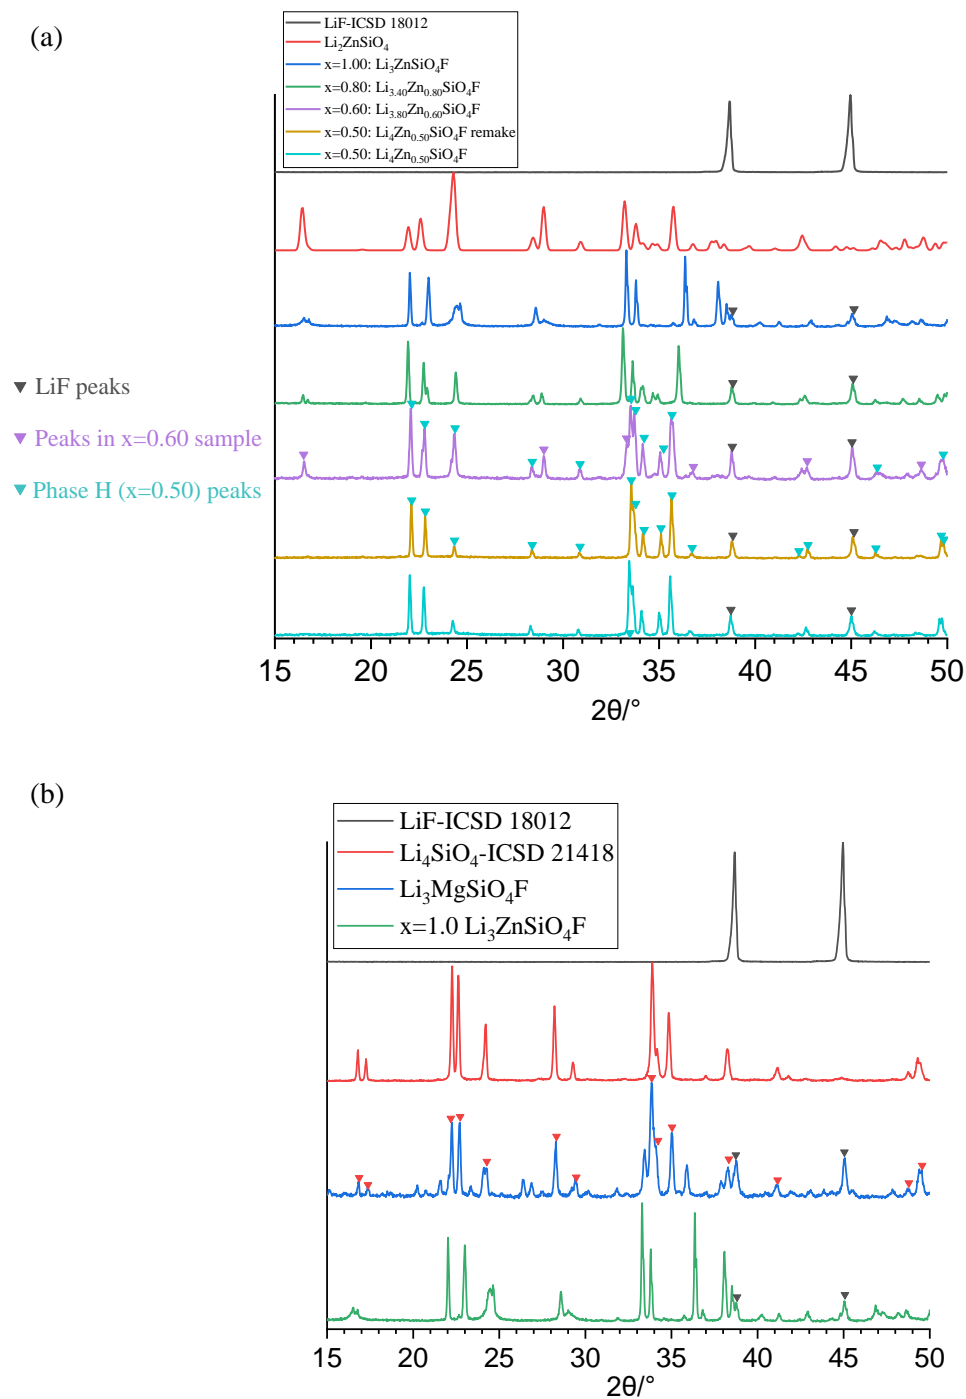 (a)
LiF-ICSD 18012
Li₂ZnSiO₄
x=1.00: Li₃ZnSiO₄F
x=0.80: Li₃.₄₀Zn₀.₈₀SiO₄F
x=0.60: Li₃.₈₀Zn₀.₆₀SiO₄F
x=0.50: Li₄Zn₀.₅₀SiO₄F remake
x=0.50: Li₄Zn₀.₅₀SiO₄F
LiF peaks
Peaks in x=0.60 sample
Phase H (x=0.50) peaks
15 20 25 30 35 40 45 50
2θ/°
(b)
LiF-ICSD 18012
Li₄SiO₄-ICSD 21418
Li₃MgSiO₄F
x=1.0 Li₃ZnSiO₄F
15 20 25 30 35 40 45 50
2θ/°